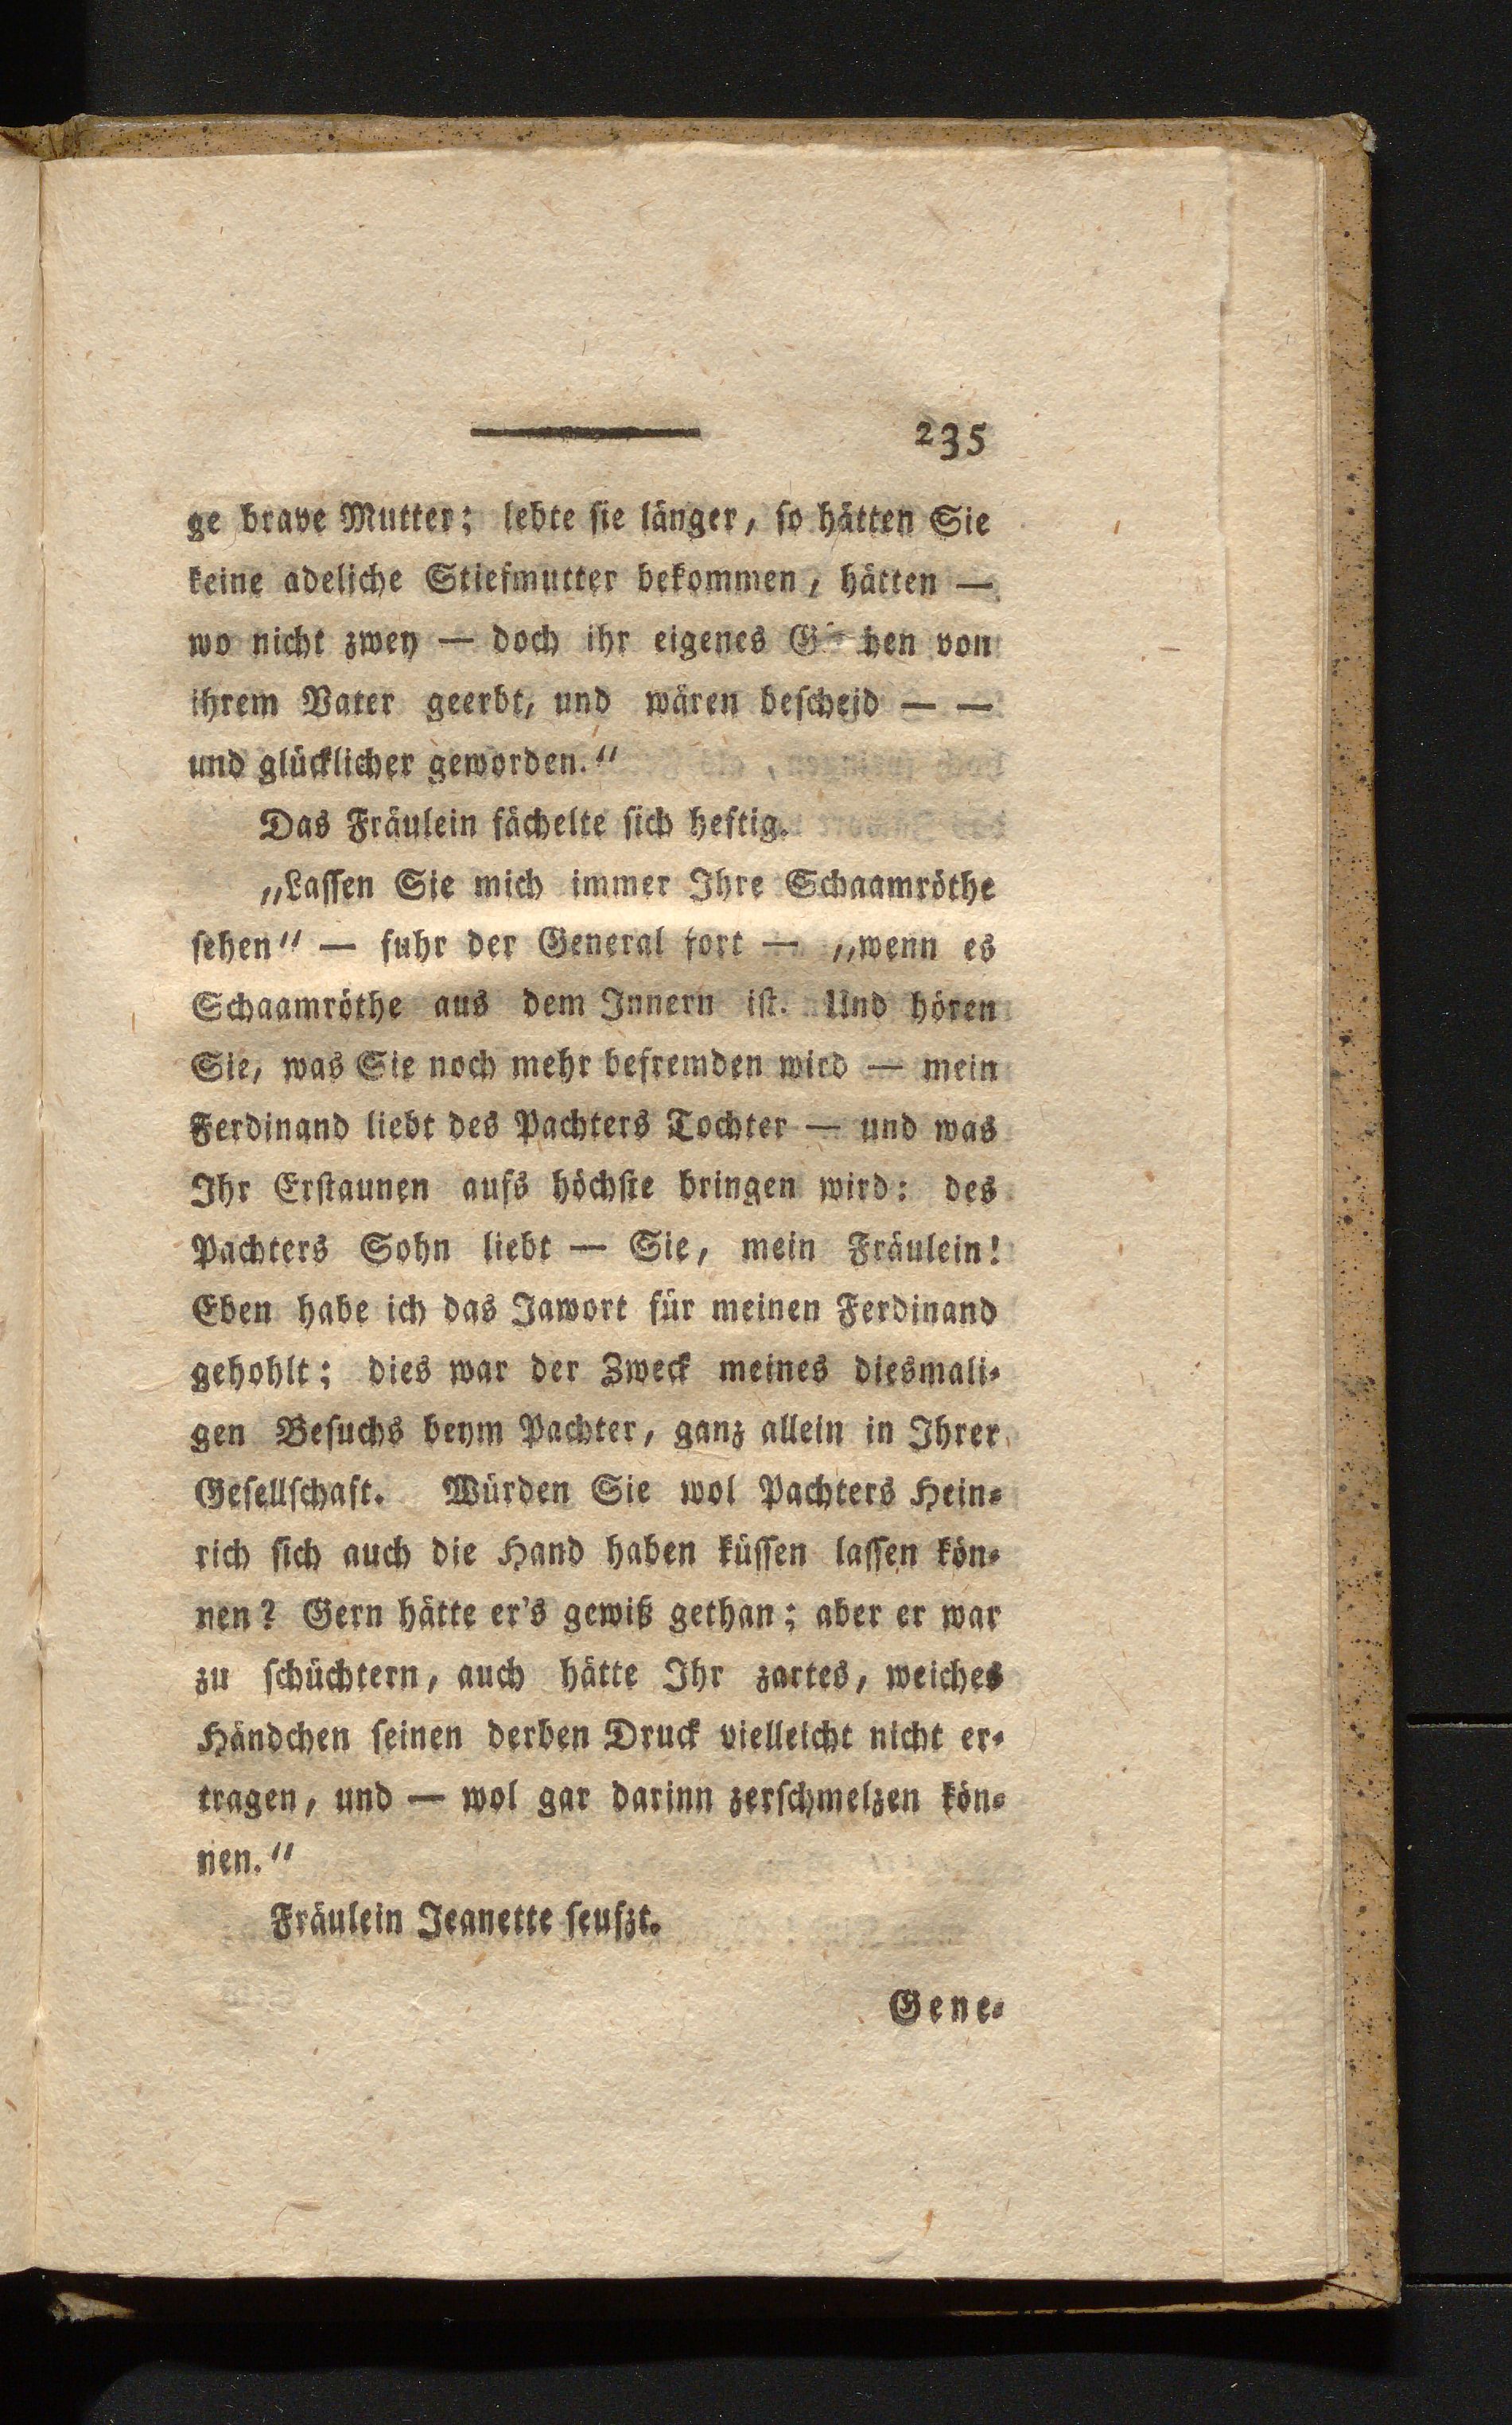 235
ge brave Mutter; lebte ſie länger, ſo hätten Sie
keine adeliche Stiefmutter bekommen, hätten —
wo nicht zwey — doch ihr eigenes von
ihrem Vater geerbt, und wären beſcheid — —
und glücklicher geworden.“
Das Fräulein fächelte ſich heftig.
„Laſſen Sie mich immer Ihre Schaamröthe
ſehen“ — fuhr der General fort — „wenn es
Schaamröthe aus dem Innern iſt. Und hören
Sie, was Sie noch mehr befremden wird — mein
Ferdinand liebt des Pachters Tochter — und was
Ihr Erſtaunen aufs höchſte bringen wird: des
Pachters Sohn liebt — Sie, mein Fräulein!
Eben habe ich das Jawort für meinen Ferdinand
gehohlt; dies war der Zweck meines diesmali⸗
gen Beſuchs beym Pachter, ganz allein in Ihrer
Geſellſchaft. Würden Sie wol Pachters Hein⸗
rich ſich auch die Hand haben küſſen laſſen kön⸗
nen? Gern hätte er's gewiß gethan; aber er war
zu ſchüchtern, auch hätte Ihr zartes, weiches
Händchen ſeinen derben Druck vielleicht nicht er⸗
tragen, und — wol gar darinn zerſchmelzen kön⸗
nen.“
Fräulein Jeanette ſeufzt.
Gene⸗